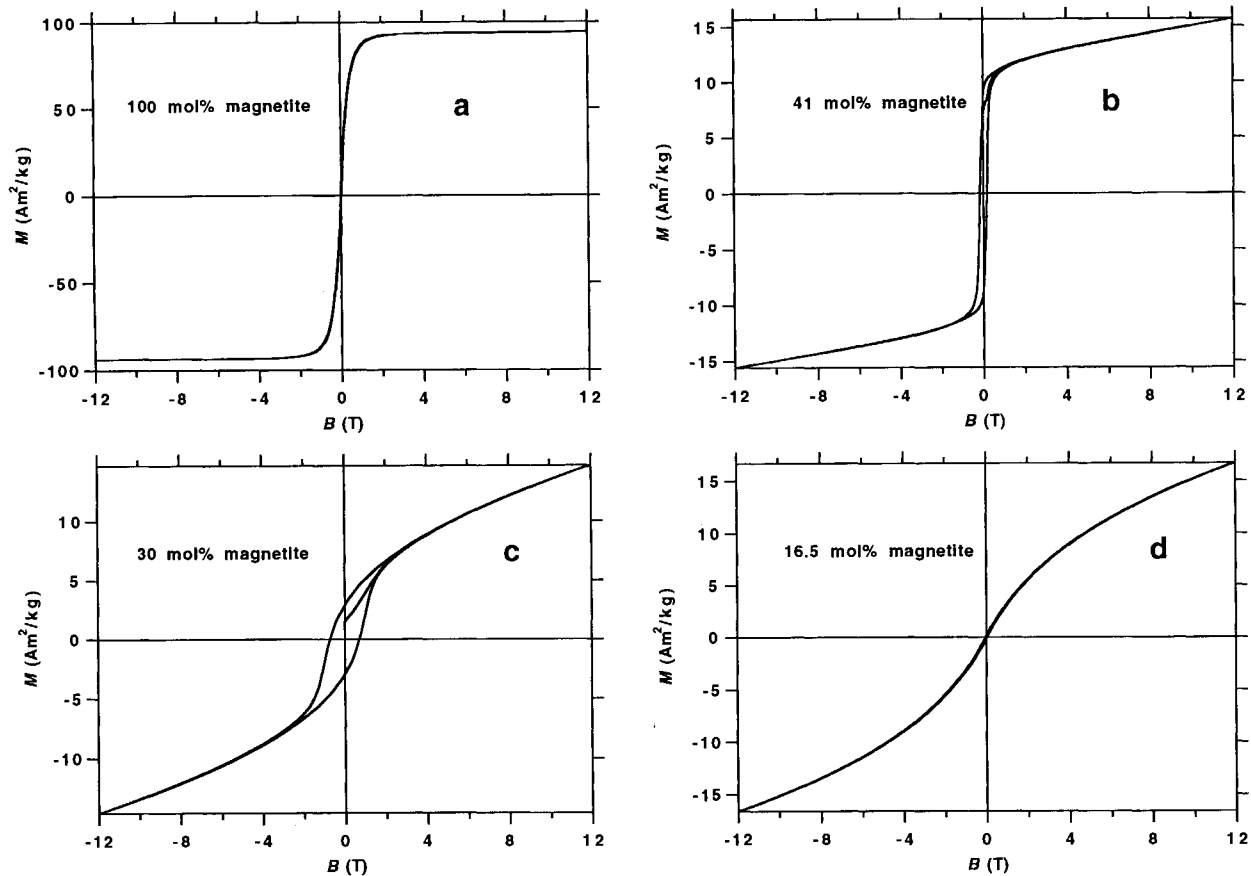 100
50
0
-50
-100
M (Am²/kg)
100 mol% magnetite
a
-12 -8 -4 0 4 8 12
B (T)
15
10
5
0
-5
-10
-15
M (Am²/kg)
41 mol% magnetite
b
-12 -8 -4 0 4 8 12
B (T)
10
5
0
-5
-10
M (Am²/kg)
30 mol% magnetite
c
-12 -8 -4 0 4 8 12
B (T)
15
10
5
0
-5
-10
-15
M (Am²/kg)
16.5 mol% magnetite
d
-12 -8 -4 0 4 8 12
B (T)